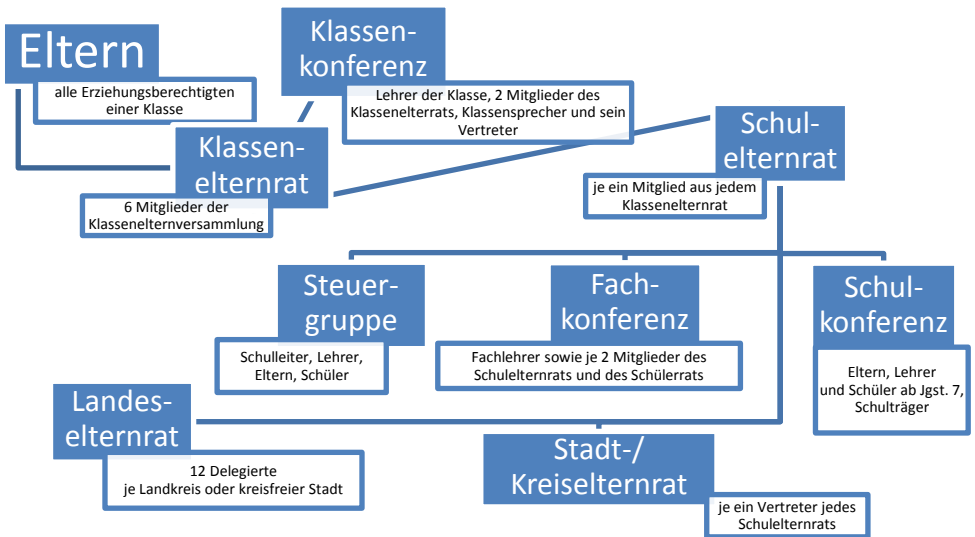 Eltern
alle Erziehungsberechtigten
einer Klasse
Klassen-
konferenz
Lehrer der Klasse, 2 Mitglieder des
Klassenelterrats, Klassensprecher und sein
Vertreter
Klassen-
elternrat
6 Mitglieder der
Klassenelternversammlung
Schul-
elternrat
je ein Mitglied aus jedem
Klassenelternrat
Steuer-
gruppe
Schulleiter, Lehrer,
Eltern, Schüler
Fach-
konferenz
Fachlehrer sowie je 2 Mitglieder des
Schulelternrats und des Schülerrats
Schul-
konferenz
Eltern, Lehrer
und Schüler ab Jgst. 7,
Schulträger
Landes-
elternrat
12 Delegierte
je Landkreis oder kreisfreier Stadt
Stadt-/
Kreiselternrat
je ein Vertreter jedes
Schulelternrats